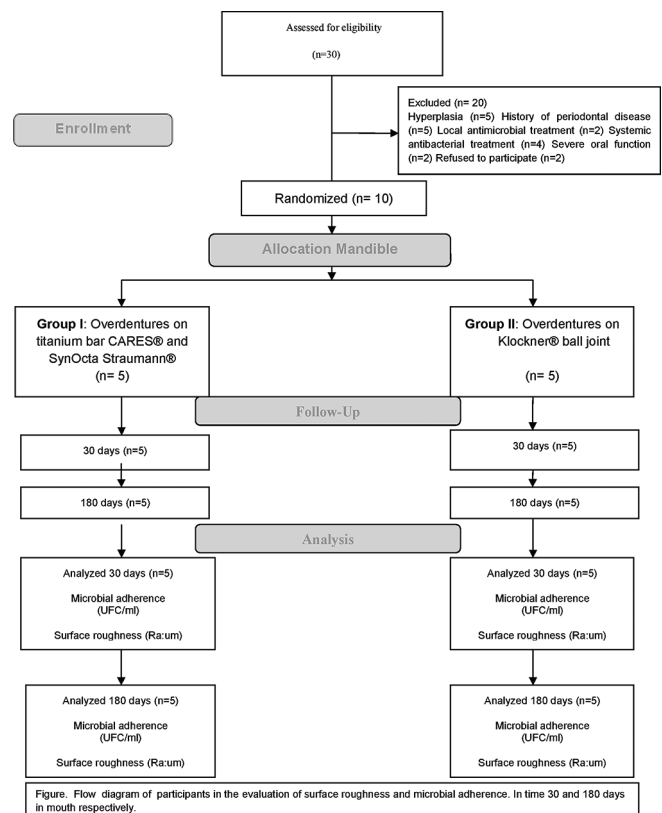 Assessed for eligibility
(n=30)
Excluded (n= 20)
Hyperplasia (n=5) History of periodontal disease
(n=5) Local antimicrobial treatment (n=2) Systemic
antibacterial treatment (n=4) Severe oral function
(n=2) Refused to participate (n=2)
Enrollment
Randomized (n= 10)
Allocation Mandible
Group I: Overdentures on
titanium bar CARES® and
SynOcta Straumann®
(n= 5)
Group II: Overdentures on
Klockner® ball joint
(n= 5)
Follow-Up
30 days (n=5)
30 days (n=5)
180 days (n=5)
180 days (n=5)
Analysis
Analyzed 30 days (n=5)
Microbial adherence
(UFC/ml)
Surface roughness (Ra:um)
Analyzed 30 days (n=5)
Microbial adherence
(UFC/ml)
Surface roughness (Ra:um)
Analyzed 180 days (n=5)
Microbial adherence
(UFC/ml)
Surface roughness (Ra:um)
Analyzed 180 days (n=5)
Microbial adherence
(UFC/ml)
Surface roughness (Ra:um)
Figure. Flow diagram of participants in the evaluation of surface roughness and microbial adherence. In time 30 and 180 days
in mouth respectively.